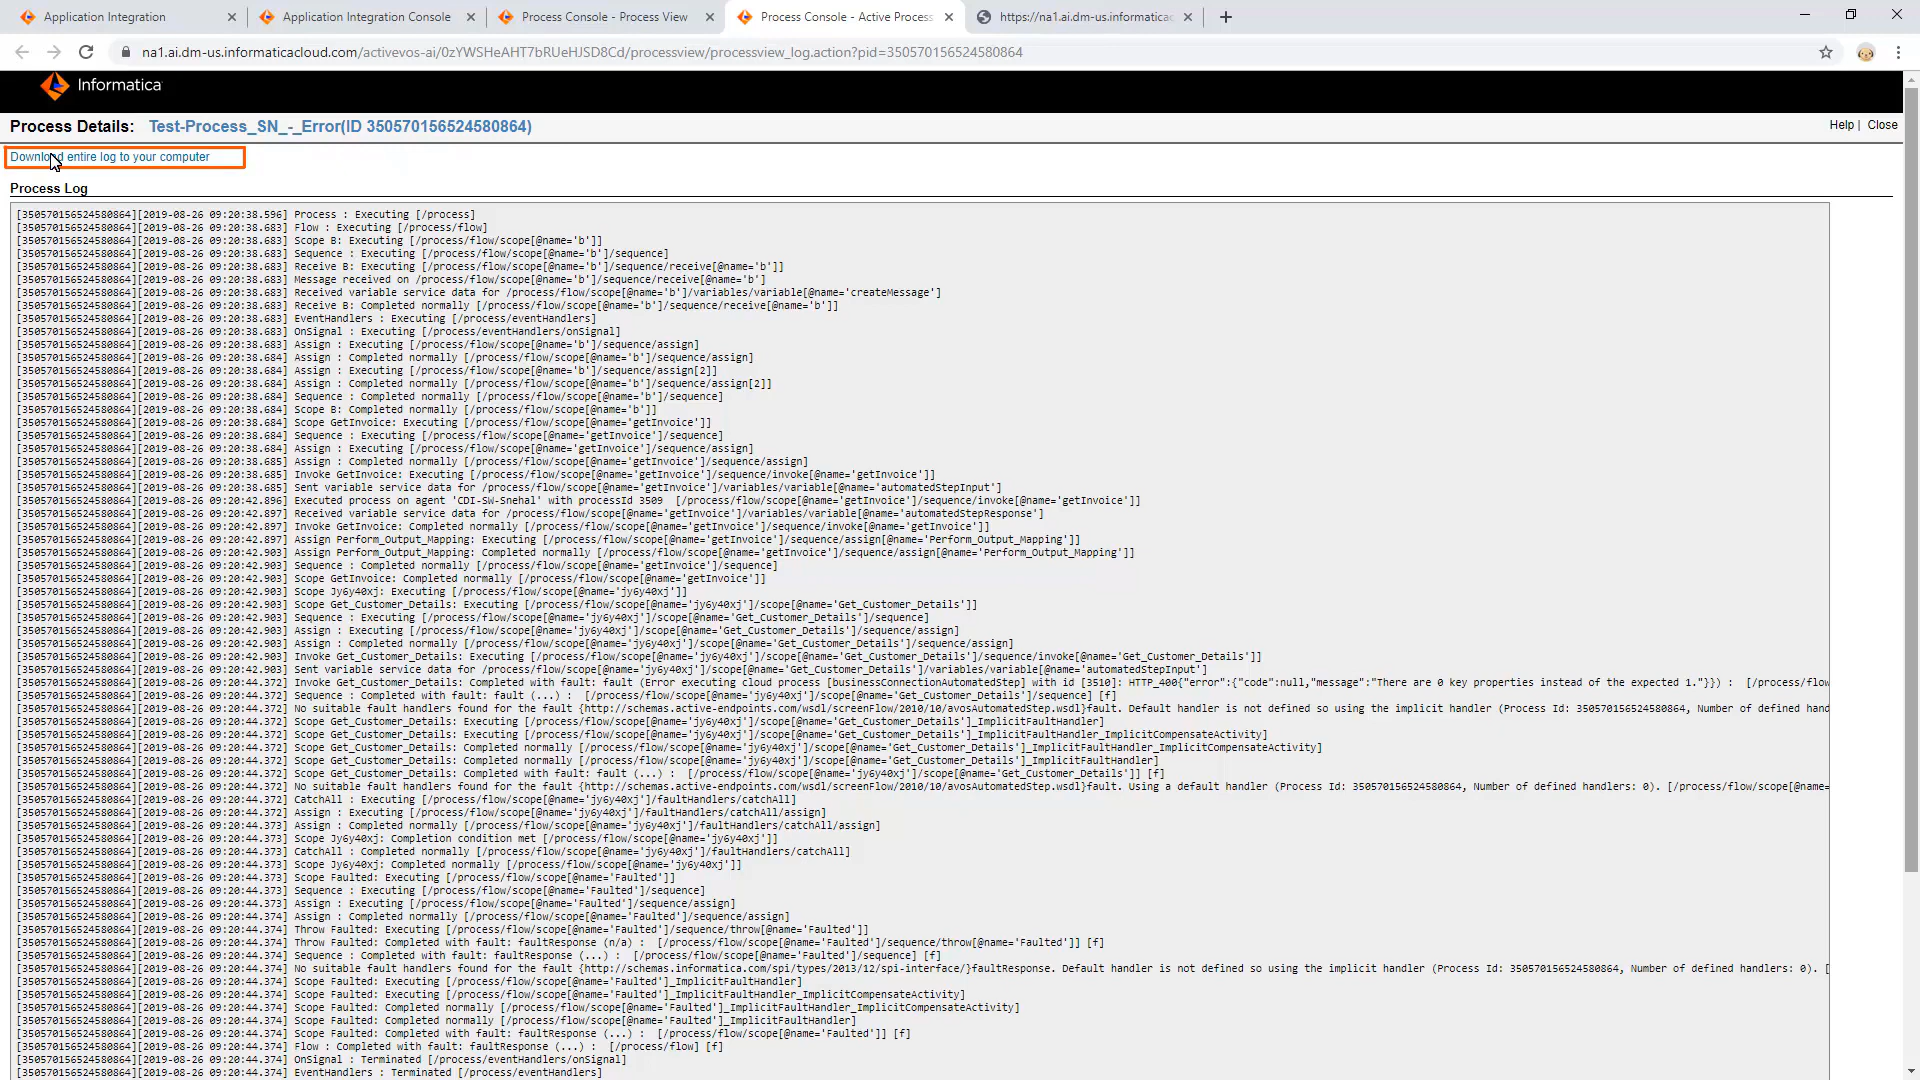 Application Integration
Application Integration Console
Process Console - Process View
Process Console - Active Process
https://na1.ai.dm-us.informatica
na1.ai.dm-us.informaticacloud.com/activevos-ai/0zYWSHeAHT7bRUeHJSD8Cd/processview/processview_log.action?pid=350570156524580864
Informatica
Process Details: Test-Process_SN_-_Error(ID 350570156524580864)
Help | Close
Download entire log to your computer
Process Log
[350570156524580864][2019-08-26 09:20:38.596] Process : Executing [/process]
[350570156524580864][2019-08-26 09:20:38.683] Flow : Executing [/process/flow]
[350570156524580864][2019-08-26 09:20:38.683] Scope B: Executing [/process/flow/scope[@name='b']]
[350570156524580864][2019-08-26 09:20:38.683] Sequence : Executing [/process/flow/scope[@name='b']/sequence]
[350570156524580864][2019-08-26 09:20:38.683] Receive B: Executing [/process/flow/scope[@name='b']/sequence/receive[@name='b']]
[350570156524580864][2019-08-26 09:20:38.683] Message received on /process/flow/scope[@name='b']/sequence/receive[@name='b']
[350570156524580864][2019-08-26 09:20:38.683] Received variable service data for /process/flow/scope[@name='b']/variables/variable[@name='createMessage']
[350570156524580864][2019-08-26 09:20:38.683] Receive B: Completed normally [/process/flow/scope[@name='b']/sequence/receive[@name='b']]
[350570156524580864][2019-08-26 09:20:38.683] EventHandlers : Executing [/process/eventHandlers]
[350570156524580864][2019-08-26 09:20:38.683] OnSignal : Executing [/process/eventHandlers/onSignal]
[350570156524580864][2019-08-26 09:20:38.683] Assign : Executing [/process/flow/scope[@name='b']/sequence/assign]
[350570156524580864][2019-08-26 09:20:38.684] Assign : Completed normally [/process/flow/scope[@name='b']/sequence/assign]
[350570156524580864][2019-08-26 09:20:38.684] Assign : Executing [/process/flow/scope[@name='b']/sequence/assign[2]]
[350570156524580864][2019-08-26 09:20:38.684] Assign : Completed normally [/process/flow/scope[@name='b']/sequence/assign[2]]
[350570156524580864][2019-08-26 09:20:38.684] Sequence : Completed normally [/process/flow/scope[@name='b']/sequence]
[350570156524580864][2019-08-26 09:20:38.684] Scope B: Completed normally [/process/flow/scope[@name='b']]
[350570156524580864][2019-08-26 09:20:38.684] Scope GetInvoice: Executing [/process/flow/scope[@name='getInvoice']]
[350570156524580864][2019-08-26 09:20:38.684] Sequence : Executing [/process/flow/scope[@name='getInvoice']/sequence]
[350570156524580864][2019-08-26 09:20:38.684] Assign : Executing [/process/flow/scope[@name='getInvoice']/sequence/assign]
[350570156524580864][2019-08-26 09:20:38.685] Assign : Completed normally [/process/flow/scope[@name='getInvoice']/sequence/assign]
[350570156524580864][2019-08-26 09:20:38.685] Invoke GetInvoice: Executing [/process/flow/scope[@name='getInvoice']/sequence/invoke[@name='getInvoice']]
[350570156524580864][2019-08-26 09:20:38.685] Sent variable service data for /process/flow/scope[@name='getInvoice']/variables/variable[@name='automatedStepInput']
[350570156524580864][2019-08-26 09:20:42.896] Executed process on agent 'CDI-SW-Snehal' with processId 3509  [/process/flow/scope[@name='getInvoice']/sequence/invoke[@name='getInvoice']]
[350570156524580864][2019-08-26 09:20:42.897] Received variable service data for /process/flow/scope[@name='getInvoice']/variables/variable[@name='automatedStepResponse']
[350570156524580864][2019-08-26 09:20:42.897] Invoke GetInvoice: Completed normally [/process/flow/scope[@name='getInvoice']/sequence/invoke[@name='getInvoice']]
[350570156524580864][2019-08-26 09:20:42.897] Assign Perform_Output_Mapping: Executing [/process/flow/scope[@name='getInvoice']/sequence/assign[@name='Perform_Output_Mapping']]
[350570156524580864][2019-08-26 09:20:42.903] Assign Perform_Output_Mapping: Completed normally [/process/flow/scope[@name='getInvoice']/sequence/assign[@name='Perform_Output_Mapping']]
[350570156524580864][2019-08-26 09:20:42.903] Sequence : Completed normally [/process/flow/scope[@name='getInvoice']/sequence]
[350570156524580864][2019-08-26 09:20:42.903] Scope GetInvoice: Completed normally [/process/flow/scope[@name='getInvoice']]
[350570156524580864][2019-08-26 09:20:42.903] Scope Jy6y40xj: Executing [/process/flow/scope[@name='jy6y40xj']]
[350570156524580864][2019-08-26 09:20:42.903] Scope Get_Customer_Details: Executing [/process/flow/scope[@name='jy6y40xj']/scope[@name='Get_Customer_Details']]
[350570156524580864][2019-08-26 09:20:42.903] Sequence : Executing [/process/flow/scope[@name='jy6y40xj']/scope[@name='Get_Customer_Details']/sequence]
[350570156524580864][2019-08-26 09:20:42.903] Assign : Executing [/process/flow/scope[@name='jy6y40xj']/scope[@name='Get_Customer_Details']/sequence/assign]
[350570156524580864][2019-08-26 09:20:42.903] Assign : Completed normally [/process/flow/scope[@name='jy6y40xj']/scope[@name='Get_Customer_Details']/sequence/assign]
[350570156524580864][2019-08-26 09:20:42.903] Invoke Get_Customer_Details: Executing [/process/flow/scope[@name='jy6y40xj']/scope[@name='Get_Customer_Details']/sequence/invoke[@name='Get_Customer_Details']]
[350570156524580864][2019-08-26 09:20:42.903] Sent variable service data for /process/flow/scope[@name='jy6y40xj']/scope[@name='Get_Customer_Details']/variables/variable[@name='automatedStepInput']
[350570156524580864][2019-08-26 09:20:44.372] Invoke Get_Customer_Details: Completed with fault: fault (Error executing cloud process [businessConnectionAutomatedStep] with id [3510]: HTTP_400{"error":{"code":null,"message":"There are 0 key properties instead of the expected 1."}}) :  [/process/flow
[350570156524580864][2019-08-26 09:20:44.372] Sequence : Completed with fault: fault (...) :  [/process/flow/scope[@name='jy6y40xj']/scope[@name='Get_Customer_Details']/sequence] [f]
[350570156524580864][2019-08-26 09:20:44.372] No suitable fault handlers found for the fault {http://schemas.active-endpoints.com/wsdl/screenFlow/2010/10/avosAutomatedStep.wsdl}fault. Default handler is not defined so using the implicit handler (Process Id: 350570156524580864, Number of defined hand
[350570156524580864][2019-08-26 09:20:44.372] Scope Get_Customer_Details: Executing [/process/flow/scope[@name='jy6y40xj']/scope[@name='Get_Customer_Details']_ImplicitFaultHandler]
[350570156524580864][2019-08-26 09:20:44.372] Scope Get_Customer_Details: Executing [/process/flow/scope[@name='jy6y40xj']/scope[@name='Get_Customer_Details']_ImplicitFaultHandler_ImplicitCompensateActivity]
[350570156524580864][2019-08-26 09:20:44.372] Scope Get_Customer_Details: Completed normally [/process/flow/scope[@name='jy6y40xj']/scope[@name='Get_Customer_Details']_ImplicitFaultHandler_ImplicitCompensateActivity]
[350570156524580864][2019-08-26 09:20:44.372] Scope Get_Customer_Details: Completed normally [/process/flow/scope[@name='jy6y40xj']/scope[@name='Get_Customer_Details']_ImplicitFaultHandler]
[350570156524580864][2019-08-26 09:20:44.372] Scope Get_Customer_Details: Completed with fault: fault (...) :  [/process/flow/scope[@name='jy6y40xj']/scope[@name='Get_Customer_Details']] [f]
[350570156524580864][2019-08-26 09:20:44.372] No suitable fault handlers found for the fault {http://schemas.active-endpoints.com/wsdl/screenFlow/2010/10/avosAutomatedStep.wsdl}fault. Using a default handler (Process Id: 350570156524580864, Number of defined handlers: 0). [/process/flow/scope[@name=
[350570156524580864][2019-08-26 09:20:44.372] CatchAll : Executing [/process/flow/scope[@name='jy6y40xj']/faultHandlers/catchAll]
[350570156524580864][2019-08-26 09:20:44.372] Assign : Executing [/process/flow/scope[@name='jy6y40xj']/faultHandlers/catchAll/assign]
[350570156524580864][2019-08-26 09:20:44.373] Assign : Completed normally [/process/flow/scope[@name='jy6y40xj']/faultHandlers/catchAll/assign]
[350570156524580864][2019-08-26 09:20:44.373] Scope Jy6y40xj: Completion condition met [/process/flow/scope[@name='jy6y40xj']]
[350570156524580864][2019-08-26 09:20:44.373] CatchAll : Completed normally [/process/flow/scope[@name='jy6y40xj']/faultHandlers/catchAll]
[350570156524580864][2019-08-26 09:20:44.373] Scope Jy6y40xj: Completed normally [/process/flow/scope[@name='jy6y40xj']]
[350570156524580864][2019-08-26 09:20:44.373] Scope Faulted: Executing [/process/flow/scope[@name='Faulted']]
[350570156524580864][2019-08-26 09:20:44.373] Sequence : Executing [/process/flow/scope[@name='Faulted']/sequence]
[350570156524580864][2019-08-26 09:20:44.373] Assign : Executing [/process/flow/scope[@name='Faulted']/sequence/assign]
[350570156524580864][2019-08-26 09:20:44.374] Assign : Completed normally [/process/flow/scope[@name='Faulted']/sequence/assign]
[350570156524580864][2019-08-26 09:20:44.374] Throw Faulted: Executing [/process/flow/scope[@name='Faulted']/sequence/throw[@name='Faulted']]
[350570156524580864][2019-08-26 09:20:44.374] Throw Faulted: Completed with fault: faultResponse (n/a) :  [/process/flow/scope[@name='Faulted']/sequence/throw[@name='Faulted']] [f]
[350570156524580864][2019-08-26 09:20:44.374] Sequence : Completed with fault: faultResponse (...) :  [/process/flow/scope[@name='Faulted']/sequence] [f]
[350570156524580864][2019-08-26 09:20:44.374] No suitable fault handlers found for the fault {http://schemas.informatica.com/spi/types/2013/12/spi-interface/}faultResponse. Default handler is not defined so using the implicit handler (Process Id: 350570156524580864, Number of defined handlers: 0). [
[350570156524580864][2019-08-26 09:20:44.374] Scope Faulted: Executing [/process/flow/scope[@name='Faulted']_ImplicitFaultHandler]
[350570156524580864][2019-08-26 09:20:44.374] Scope Faulted: Executing [/process/flow/scope[@name='Faulted']_ImplicitFaultHandler_ImplicitCompensateActivity]
[350570156524580864][2019-08-26 09:20:44.374] Scope Faulted: Completed normally [/process/flow/scope[@name='Faulted']_ImplicitFaultHandler_ImplicitCompensateActivity]
[350570156524580864][2019-08-26 09:20:44.374] Scope Faulted: Completed normally [/process/flow/scope[@name='Faulted']_ImplicitFaultHandler]
[350570156524580864][2019-08-26 09:20:44.374] Scope Faulted: Completed with fault: faultResponse (...) :  [/process/flow/scope[@name='Faulted']] [f]
[350570156524580864][2019-08-26 09:20:44.374] Flow : Completed with fault: faultResponse (...) :  [/process/flow] [f]
[350570156524580864][2019-08-26 09:20:44.374] OnSignal : Terminated [/process/eventHandlers/onSignal]
[350570156524580864][2019-08-26 09:20:44.374] EventHandlers : Terminated [/process/eventHandlers]